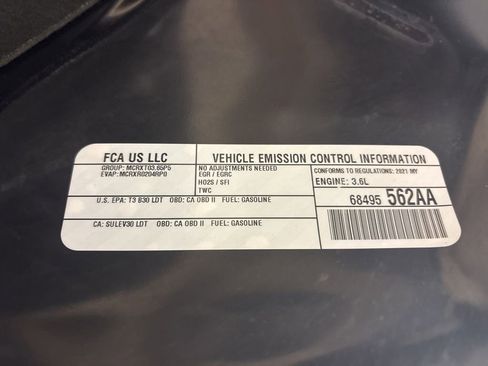 FCA US LLC
GROUP: MCRXT03.65P5
EVAP: MCRXR0204RP0
VEHICLE EMISSION CONTROL INFORMATION
NO ADJUSTMENTS NEEDED
EGR / EGRC
HO2S / SFI
TWC
CONFORMS TO REGULATIONS: 2021 MY
ENGINE: 3.6L
U.S. EPA: T3 B30 LDT OBD: CA OBD II FUEL: GASOLINE
CA: SULEV30 LDT OBD: CA OBD II FUEL: GASOLINE
68495 562AA